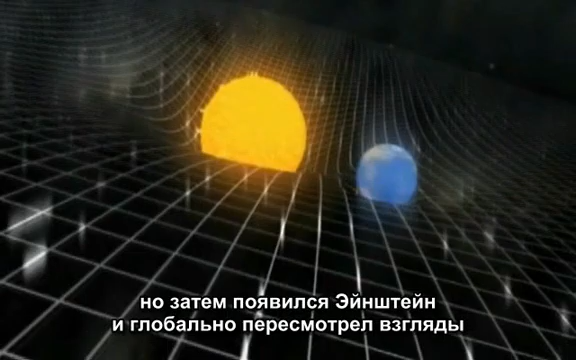 но затем появился Эйнштейн
и глобально пересмотрел взгляды